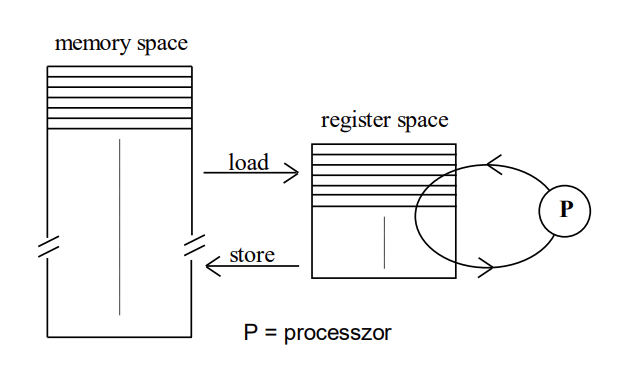 memory space
register space
load
P
store
P = processzor